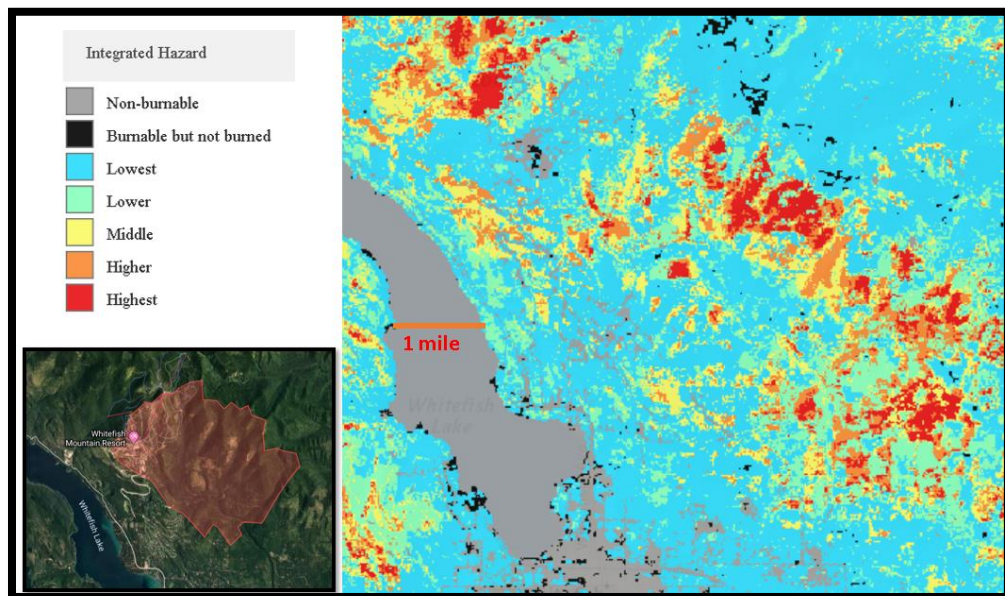 Integrated Hazard
Non-burnable
Burnable but not burned
Lowest
Lower
Middle
Higher
Highest
1 mile
Whitefish
Lake
Whitefish
Mountain Resort
Whitefish Lake